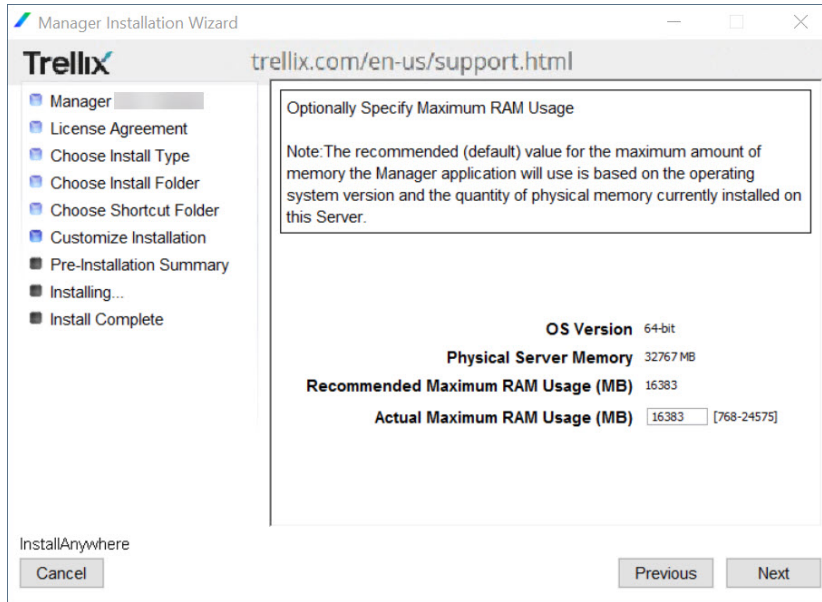 Manager Installation Wizard
Trellix
trellix.com/en-us/support.html
Manager
License Agreement
Choose Install Type
Choose Install Folder
Choose Shortcut Folder
Customize Installation
Pre-Installation Summary
Installing...
Install Complete
Optionally Specify Maximum RAM Usage
Note:The recommended (default) value for the maximum amount of
memory the Manager application will use is based on the operating
system version and the quantity of physical memory currently installed on
this Server.
OS Version 64-bit
Physical Server Memory 32767 MB
Recommended Maximum RAM Usage (MB) 16383
Actual Maximum RAM Usage (MB) 16383 [768-24575]
InstallAnywhere
Cancel Previous Next